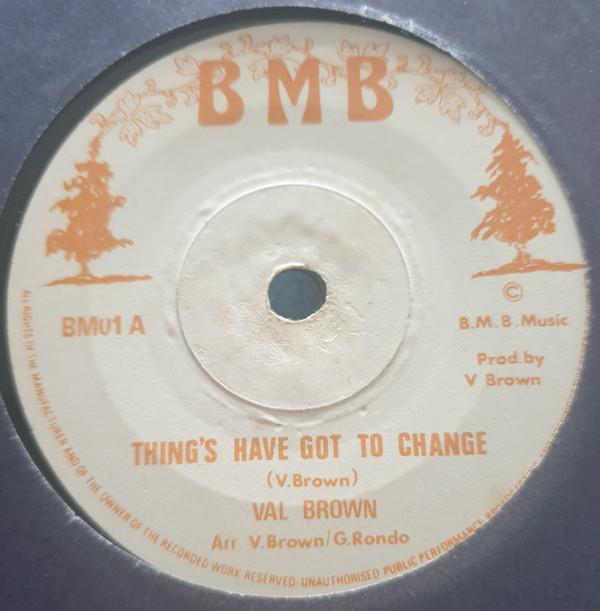 BMB
BM01 A
©
B.M.B.Music
Prod.by
V Brown
THING'S HAVE GOT TO CHANGE
(V.Brown)
VAL BROWN
Arr V.Brown/G.Rondo
ALL RIGHTS OF THE MANUFACTURER AND OF THE OWNER OF THE RECORDED WORK RESERVED. UNAUTHORISED PUBLIC PERFORMANCE